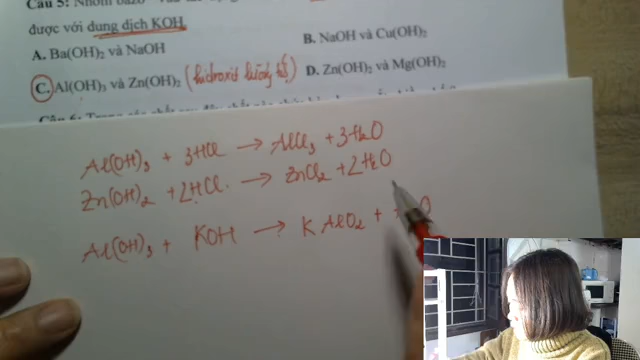 được với dung dịch KOH
A. Ba(OH)₂ và NaOH
B. NaOH và Cu(OH)₂
C. Al(OH)₃ và Zn(OH)₂ (hidroxit lưỡng tính)
D. Zn(OH)₂ và Mg(OH)₂
Al(OH)₃ + 3HCl → AlCl₃ + 3H₂O
Zn(OH)₂ + 2HCl → ZnCl₂ + 2H₂O
Al(OH)₃ + KOH → KAlO₂ +